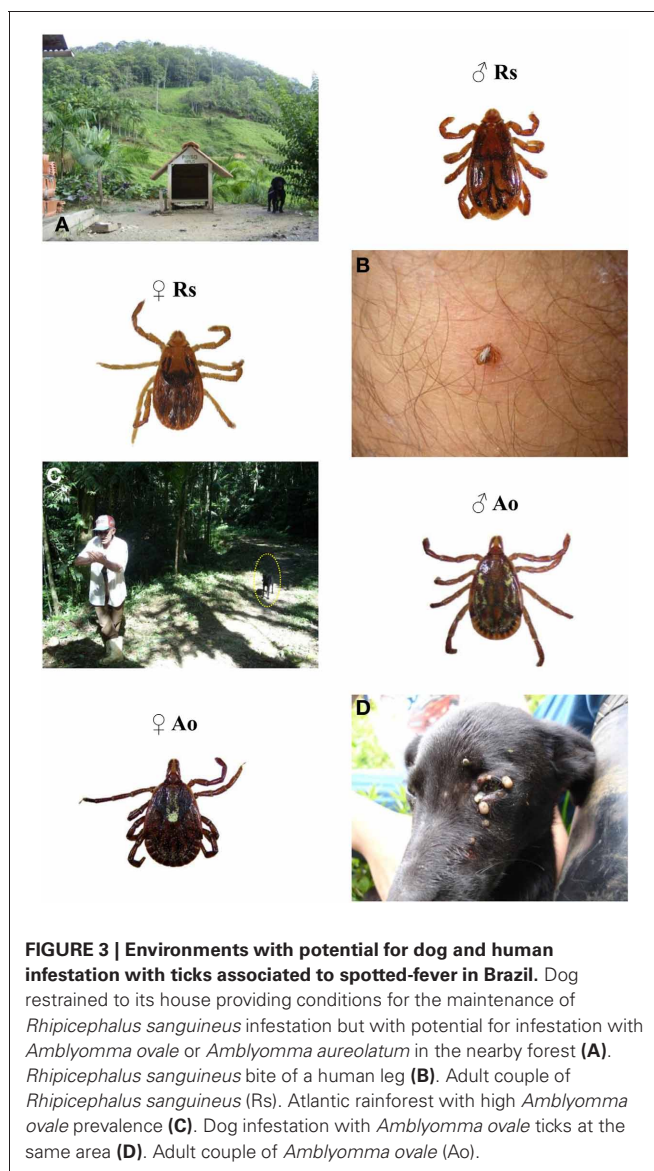 ♂ Rs
A
B
♀ Rs
C
♂ Ao
♀ Ao
D
FIGURE 3 | Environments with potential for dog and human
infestation with ticks associated to spotted-fever in Brazil. Dog
restrained to its house providing conditions for the maintenance of
Rhipicephalus sanguineus infestation but with potential for infestation with
Amblyomma ovale or Amblyomma aureolatum in the nearby forest (A).
Rhipicephalus sanguineus bite of a human leg (B). Adult couple of
Rhipicephalus sanguineus (Rs). Atlantic rainforest with high Amblyomma
ovale prevalence (C). Dog infestation with Amblyomma ovale ticks at the
same area (D). Adult couple of Amblyomma ovale (Ao).